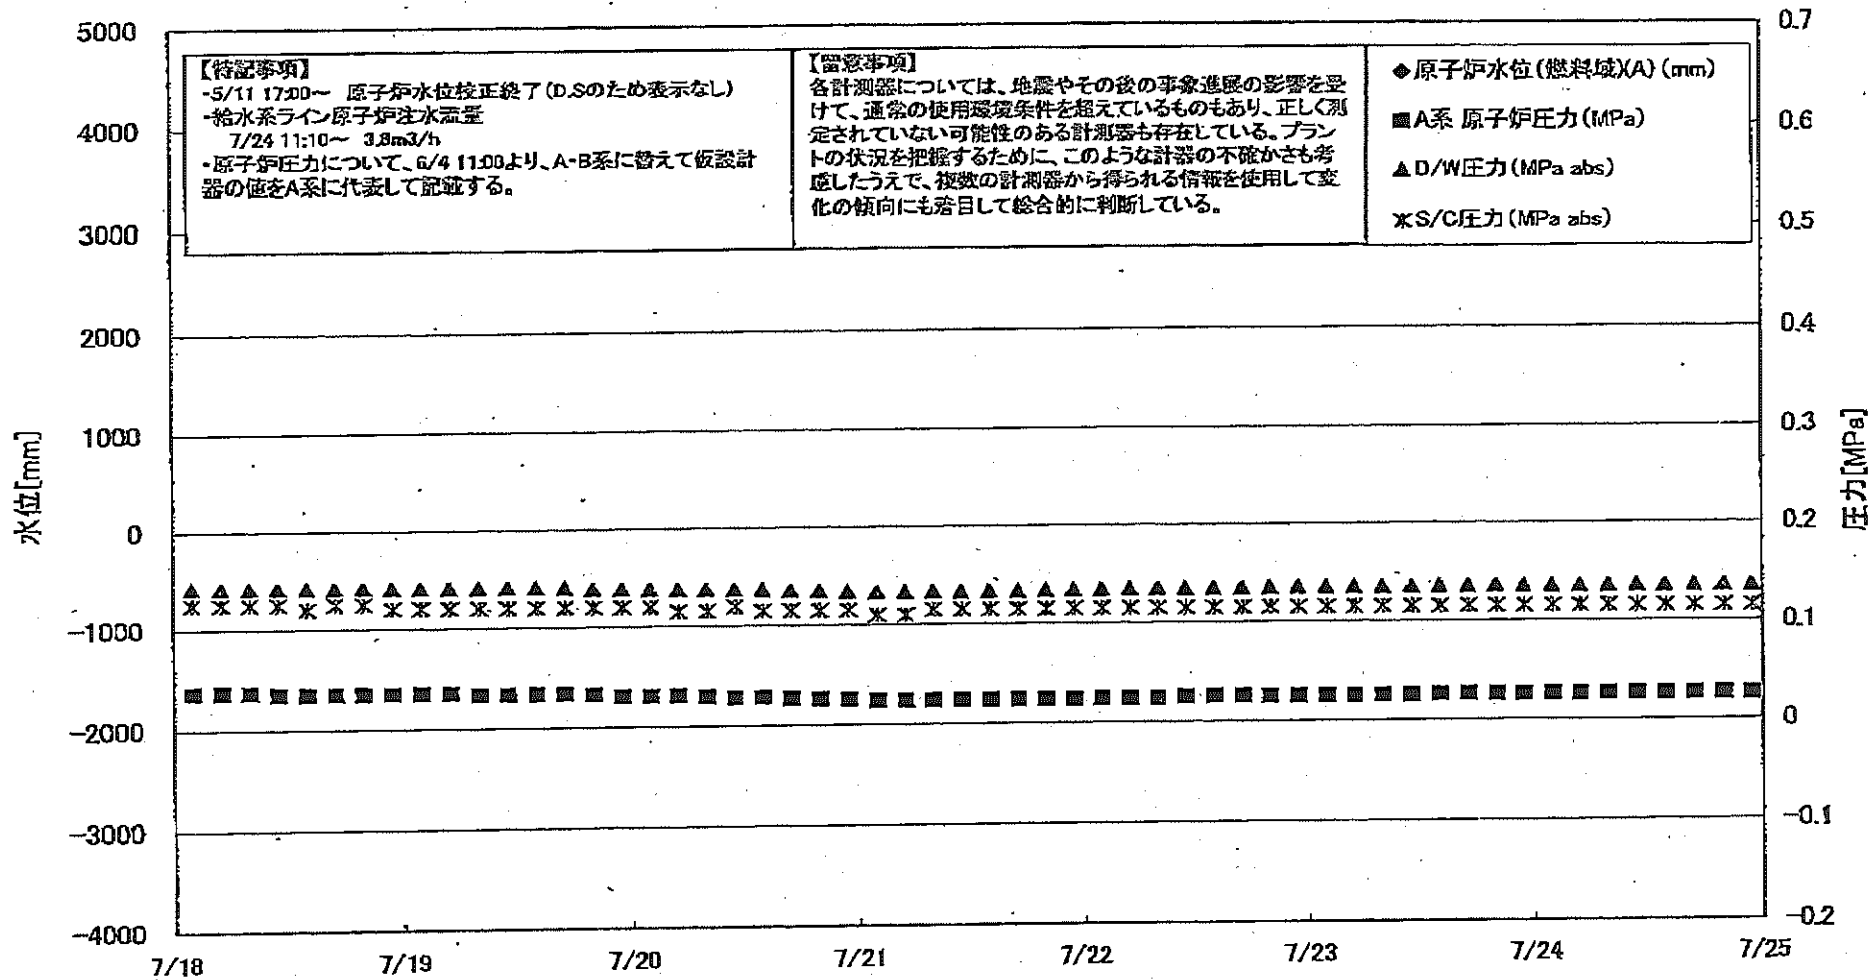 5000
4000
3000
2000
1000
0
-1000
-2000
-3000
-4000
水位[mm]
【特記事項】
-5/11 17:00～ 原子炉水位校正終了(D.Sのため表示なし)
-給水系ライン原子炉注水流量
7/24 11:10～ 3.8m3/h
・原子炉圧力について、6/4 11:00より、A・B系に替えて仮設計
器の値をA系に代表して記載する。
【留意事項】
各計測器については、地震やその後の事象進展の影響を受
けて、通常の使用環境条件を超えているものもあり、正しく測
定されていない可能性のある計測器も存在している。プラン
トの状況を把握するために、このような計器の不確かさも考
慮したうえで、複数の計測器から得られる情報を使用して変
化の傾向にも着目して総合的に判断している。
◆原子炉水位(燃料域)(A)(mm)
■A系 原子炉圧力(MPa)
▲D/W圧力(MPa abs)
S/C圧力(MPa abs)
0.7
0.6
0.5
0.4
0.3
0.2
0.1
0
-0.1
-0.2
圧力[MPa]
7/18
7/19
7/20
7/21
7/22
7/23
7/24
7/25